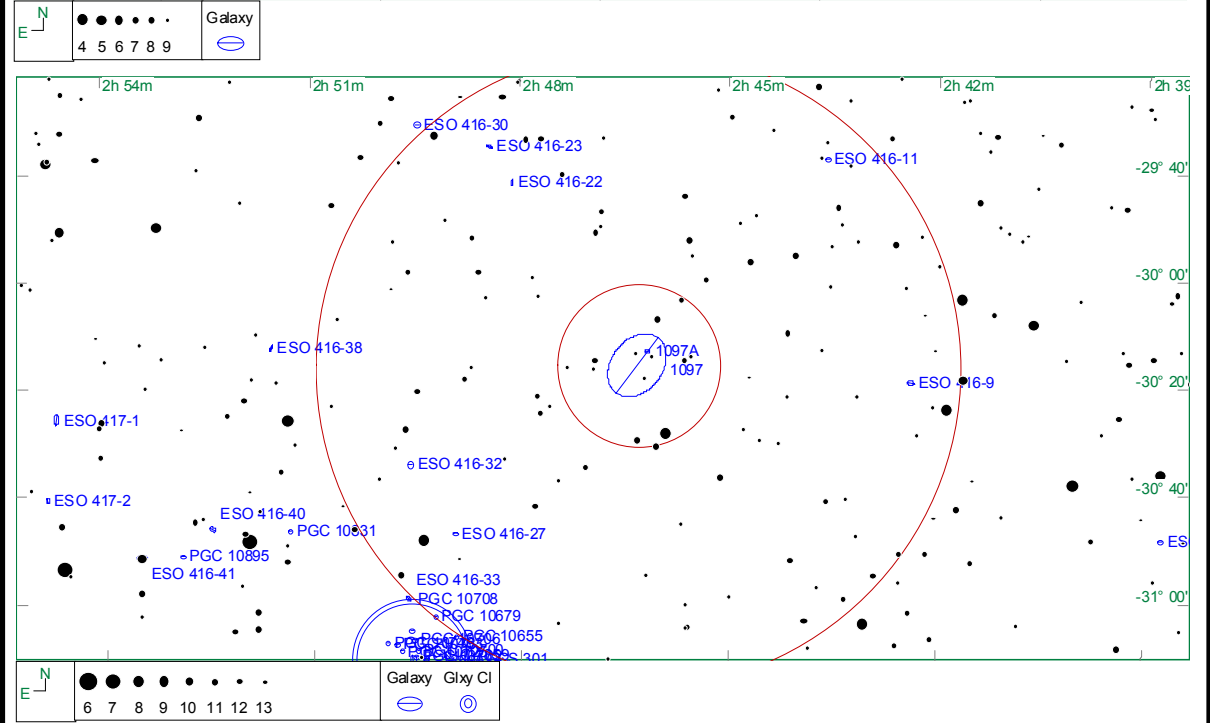 N
E
Galaxy
4 5 6 7 8 9
2h 54m 2h 51m 2h 48m 2h 45m 2h 42m 2h 39
ESO 416-30
ESO 416-23
ESO 416-11
-29° 40'
ESO 416-22
-30° 00'
ESO 416-38
1097A
1097
-30° 20'
ESO 416-9
ESO 417-1
ESO 416-32
ESO 417-2
-30° 40'
ESO 416-40
PGC 10831
ESO 416-27
ES
PGC 10895
ESO 416-41
ESO 416-33
PGC 10708
-31° 00'
PGC 10679
PGC 10655
S 301
N
E
Galaxy Glxy Cl
6 7 8 9 10 11 12 13